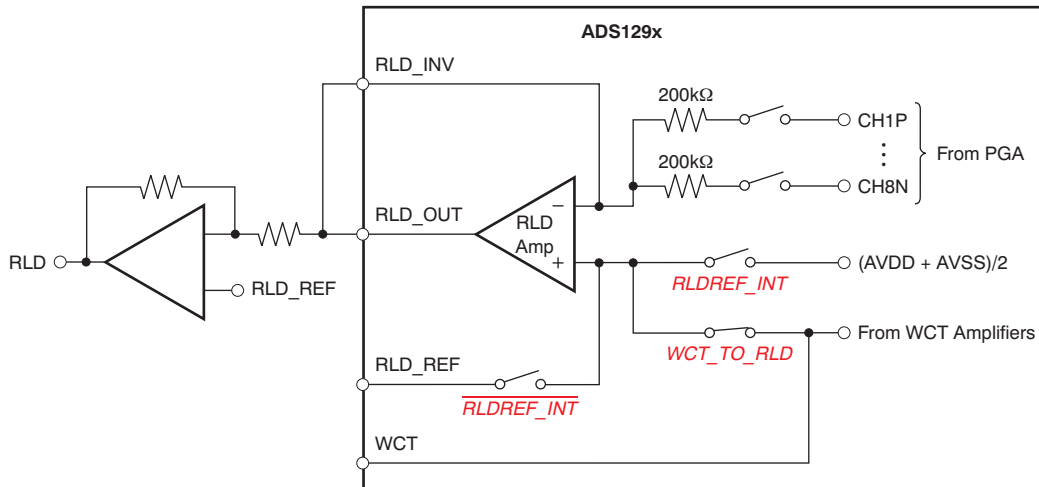 ADS129x
RLD_INV
200kΩ
CH1P
⋮
From PGA
200kΩ
CH8N
RLD_OUT
−
RLD
Amp
+
RLD
RLD_REF
(AVDD + AVSS)/2
RLDREF_INT
From WCT Amplifiers
WCT_TO_RLD
RLD_REF
RLDREF_INT
WCT